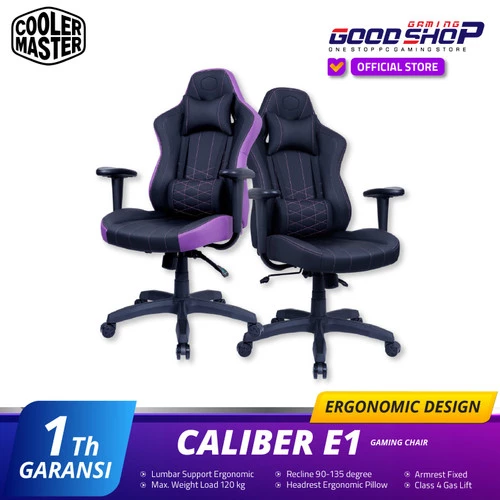 COOLER
MASTER
GAMING
GOODSHOP
ONE STOP PC GAMING STORE
OFFICIAL STORE
ERGONOMIC DESIGN
1Th
GARANSI
CALIBER E1 GAMING CHAIR
• Lumbar Support Ergonomic
• Max. Weight Load 120 kg
• Recline 90-135 degree
• Headrest Ergonomic Pillow
• Armrest Fixed
• Class 4 Gas Lift